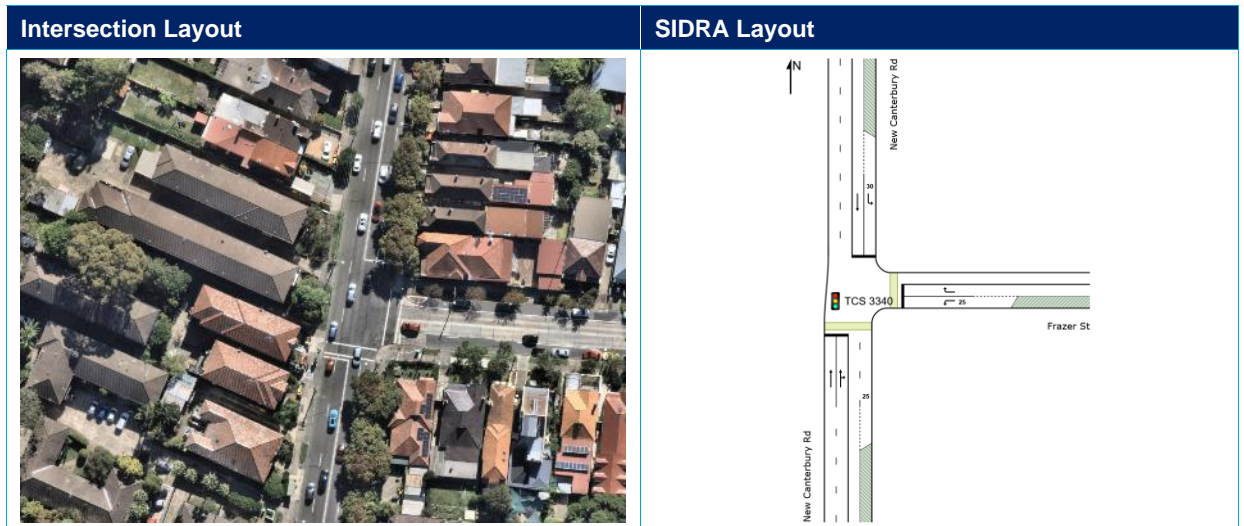 Intersection Layout
SIDRA Layout
N
New Canterbury Rd
30
TCS 3340
25
Frazer St
25
New Canterbury Rd